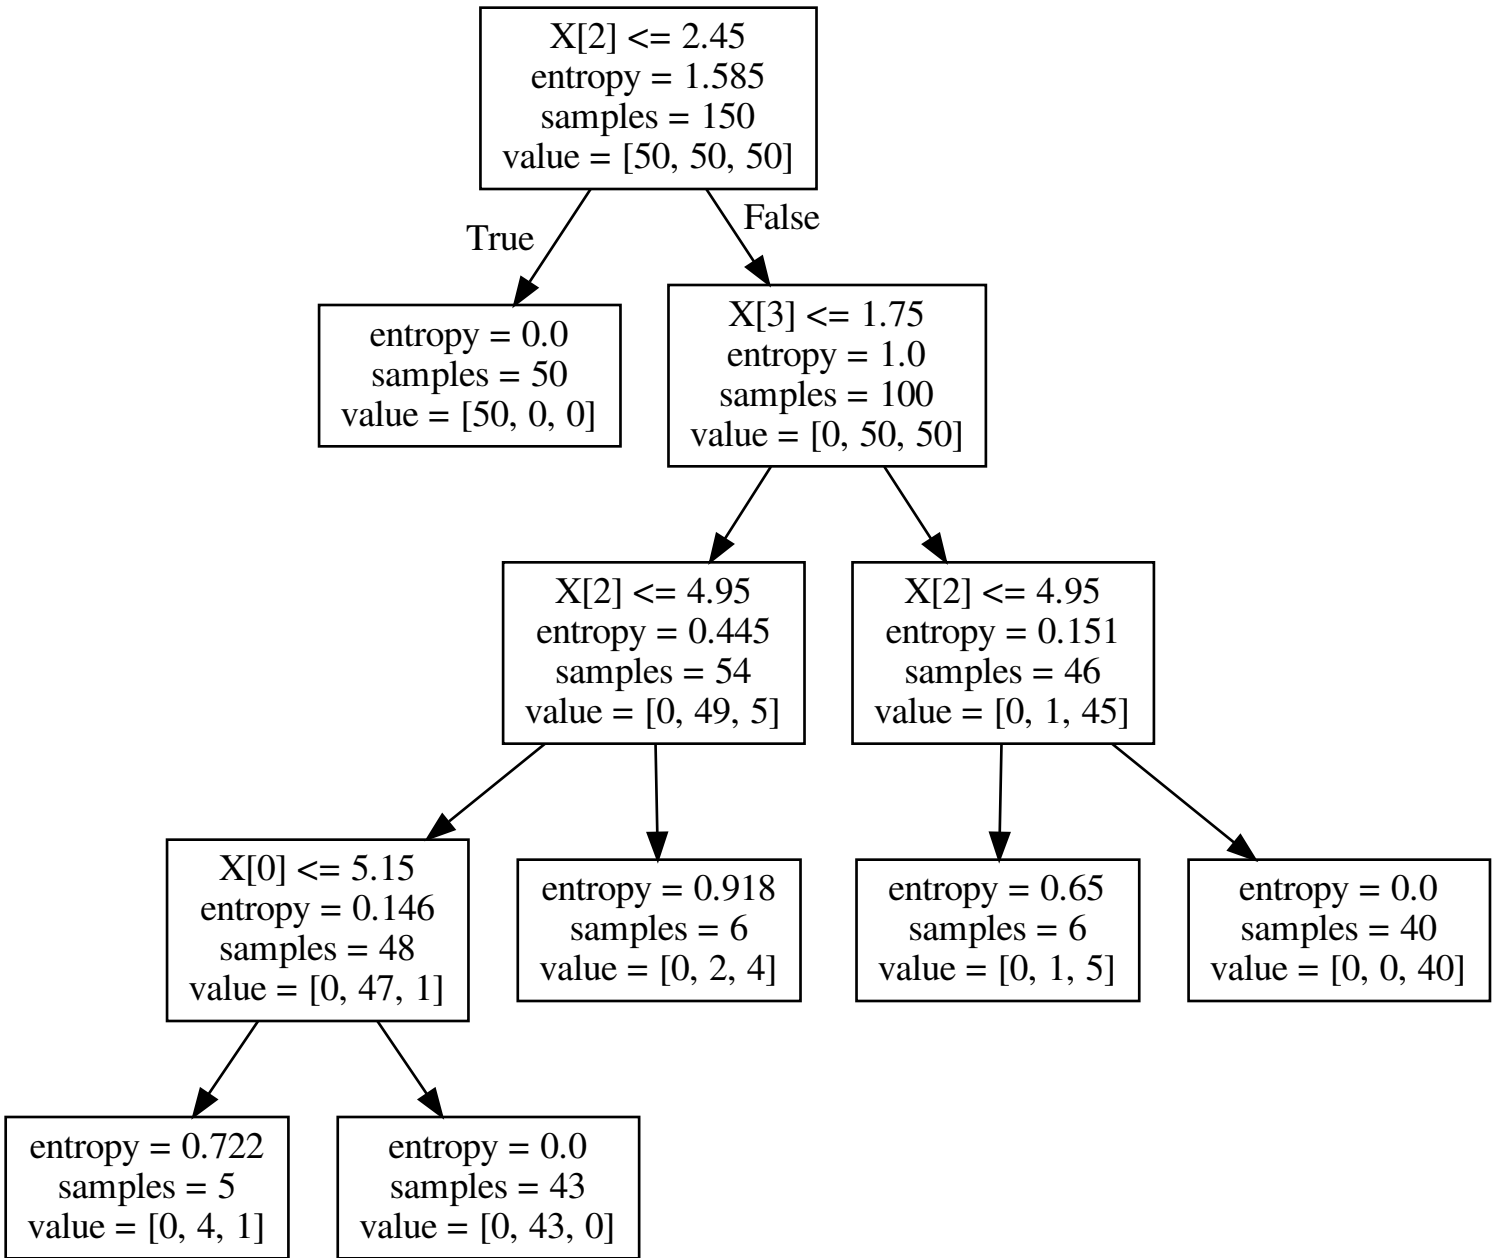 X[2] <= 2.45
entropy = 1.585
samples = 150
value = [50, 50, 50]
True
False
entropy = 0.0
samples = 50
value = [50, 0, 0]
X[3] <= 1.75
entropy = 1.0
samples = 100
value = [0, 50, 50]
X[2] <= 4.95
entropy = 0.445
samples = 54
value = [0, 49, 5]
X[2] <= 4.95
entropy = 0.151
samples = 46
value = [0, 1, 45]
X[0] <= 5.15
entropy = 0.146
samples = 48
value = [0, 47, 1]
entropy = 0.918
samples = 6
value = [0, 2, 4]
entropy = 0.65
samples = 6
value = [0, 1, 5]
entropy = 0.0
samples = 40
value = [0, 0, 40]
entropy = 0.722
samples = 5
value = [0, 4, 1]
entropy = 0.0
samples = 43
value = [0, 43, 0]